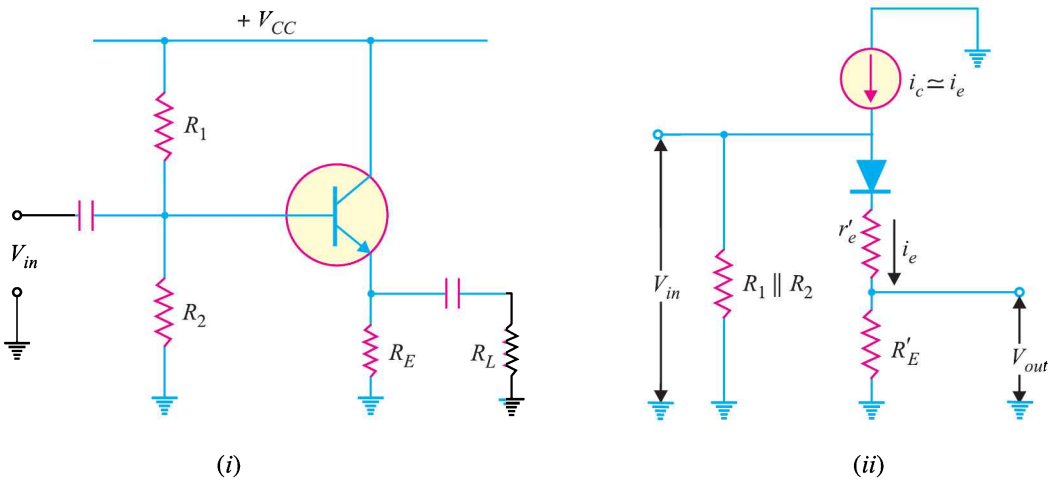 + V_CC
R_1
V_in
R_2
R_E
R_L
(i)
i_c ≃ i_e
r'_e
i_e
V_in
R_1 || R_2
R'_E
V_out
(ii)